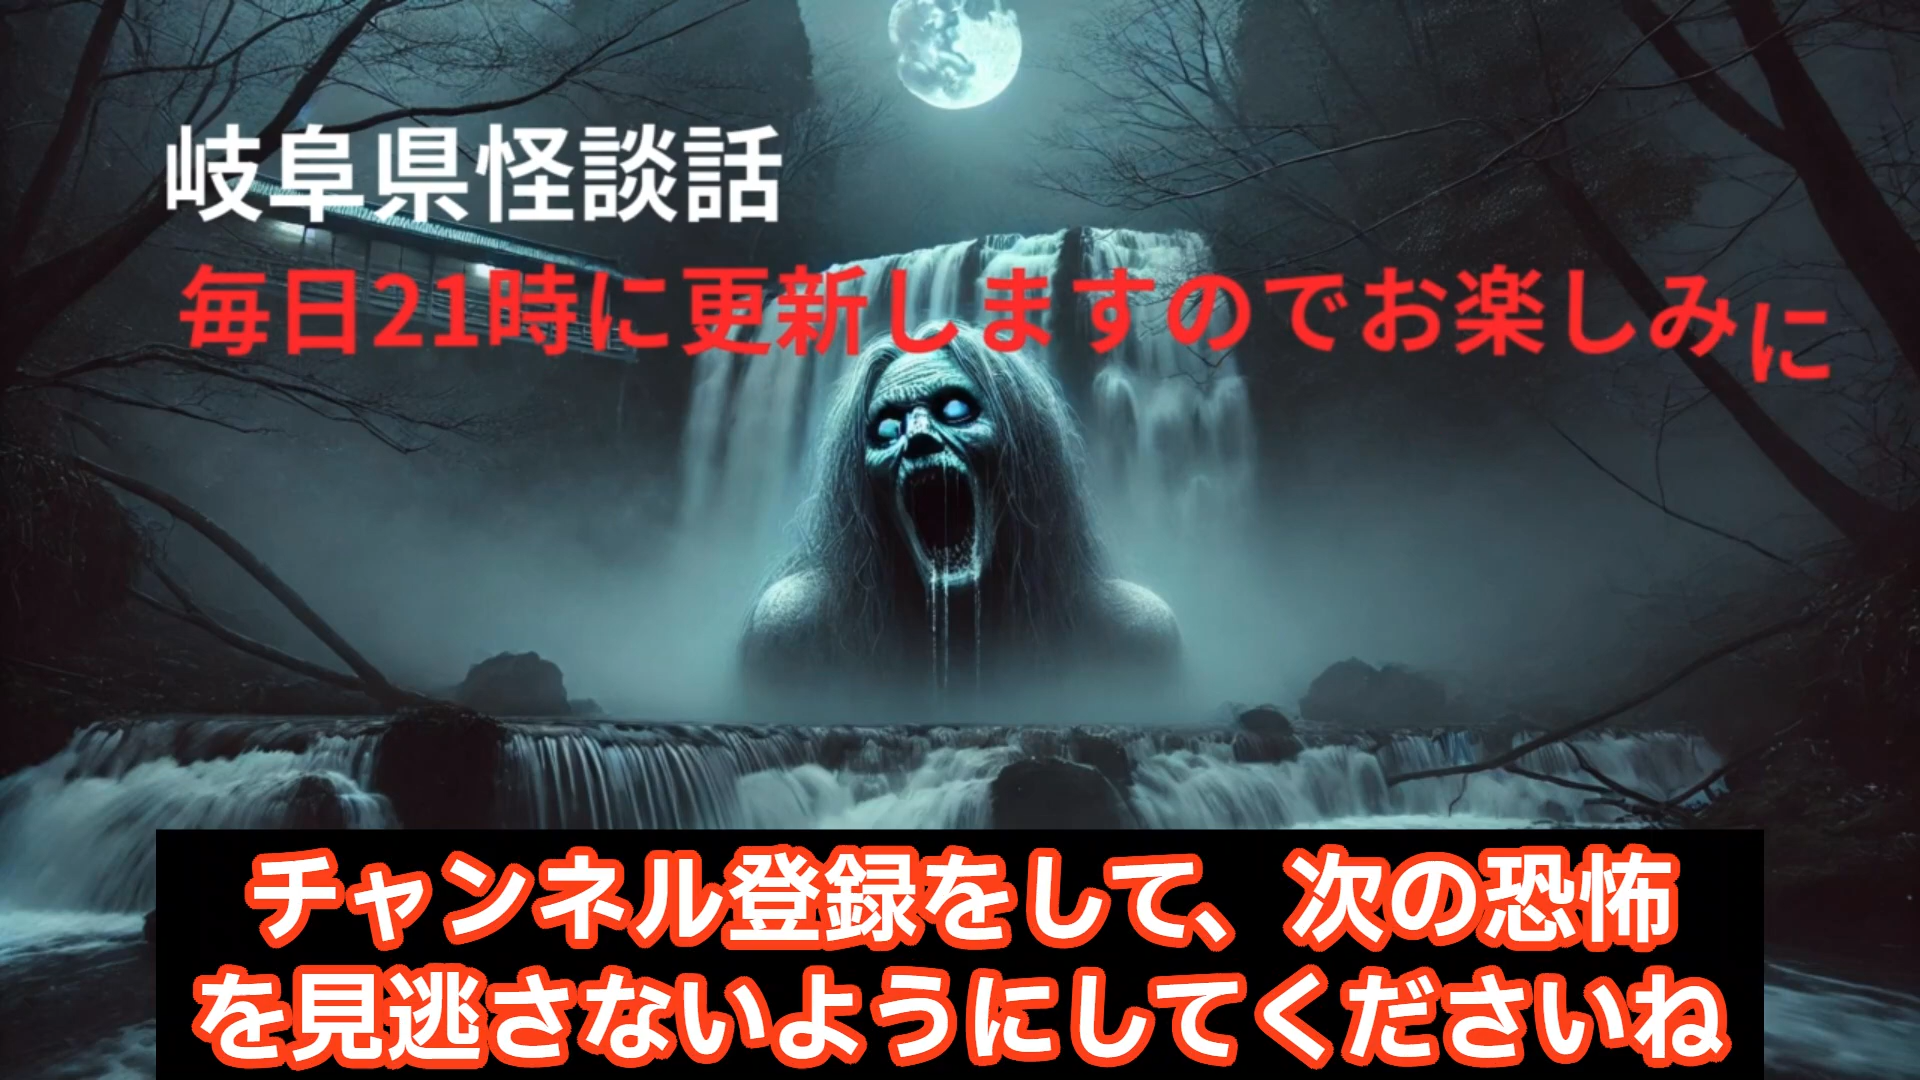 岐阜県怪談話
毎日21時に更新しますのでお楽しみに
チャンネル登録をして、次の恐怖
を見逃さないようにしてくださいね